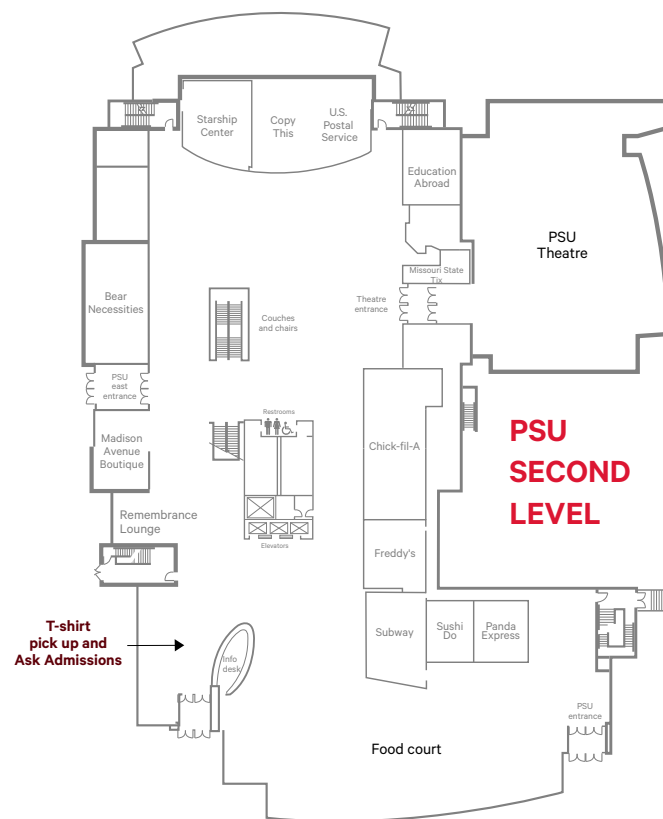 Starship
Center
Copy
This
U.S.
Postal
Service
Education
Abroad
PSU
Theatre
Missouri State
Tix
Bear
Necessities
Theatre
entrance
Couches
and chairs
PSU
east
entrance
Restrooms
Madison
Avenue
Boutique
Chick-fil-A
PSU
SECOND
LEVEL
Remembrance
Lounge
Elevators
Freddy's
T-shirt
pick up and
Ask Admissions
Info
desk
Subway
Sushi
Do
Panda
Express
PSU
entrance
Food court